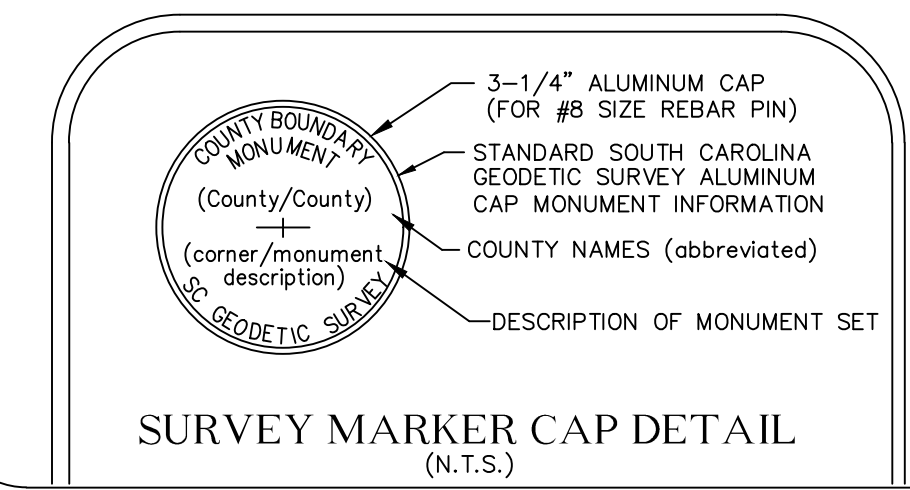 COUNTY BOUNDARY
MONUMENT
(County/County)
(corner/monument
description)
SC GEODETIC SURVEY
3-1/4” ALUMINUM CAP
(FOR #8 SIZE REBAR PIN)
STANDARD SOUTH CAROLINA
GEODETIC SURVEY ALUMINUM
CAP MONUMENT INFORMATION
COUNTY NAMES (abbreviated)
DESCRIPTION OF MONUMENT SET
SURVEY MARKER CAP DETAIL
(N.T.S.)